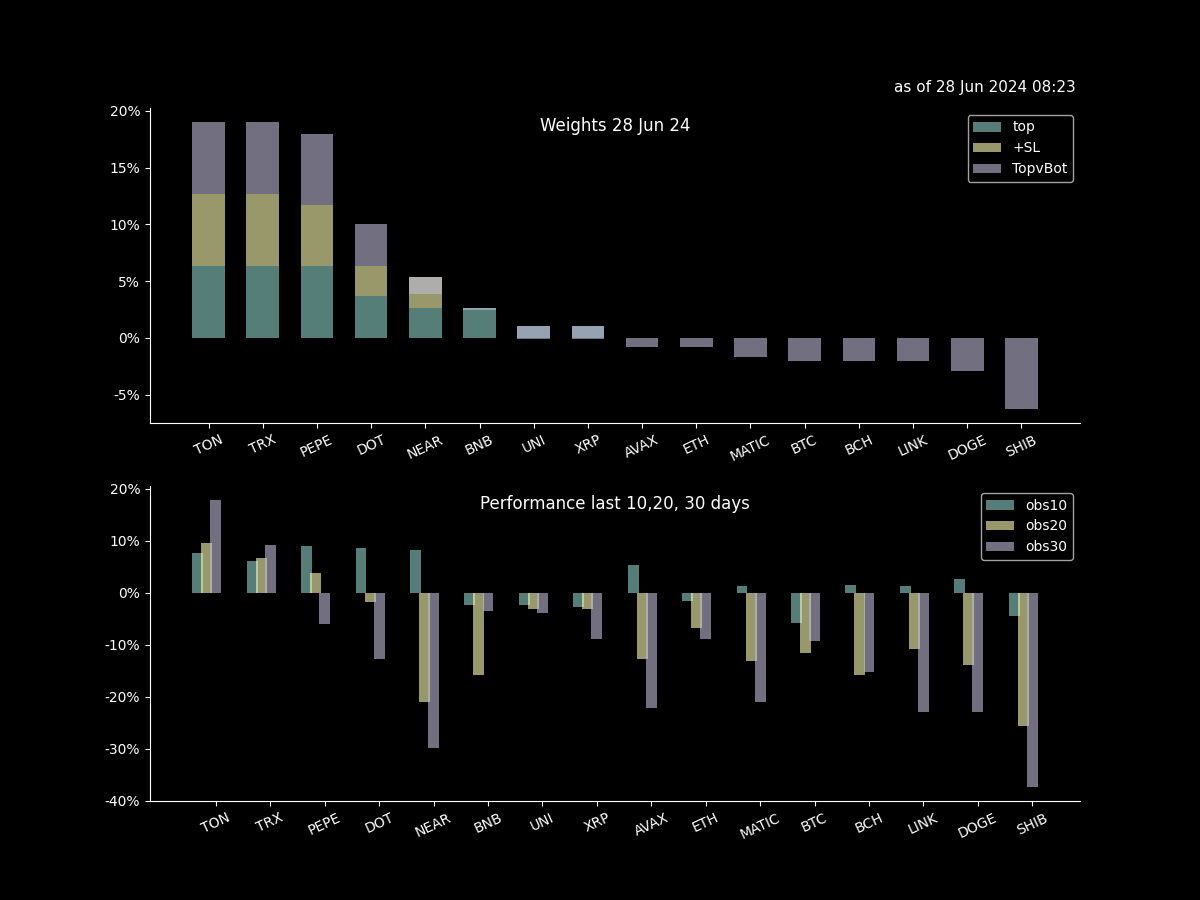 as of 28 Jun 2024 08:23
Weights 28 Jun 24
top
+SL
TopvBot
20%
15%
10%
5%
0%
-5%
TON TRX PEPE DOT NEAR BNB UNI XRP AVAX ETH MATIC BTC BCH LINK DOGE SHIB
Performance last 10,20, 30 days
obs10
obs20
obs30
20%
10%
0%
-10%
-20%
-30%
-40%
TON TRX PEPE DOT NEAR BNB UNI XRP AVAX ETH MATIC BTC BCH LINK DOGE SHIB